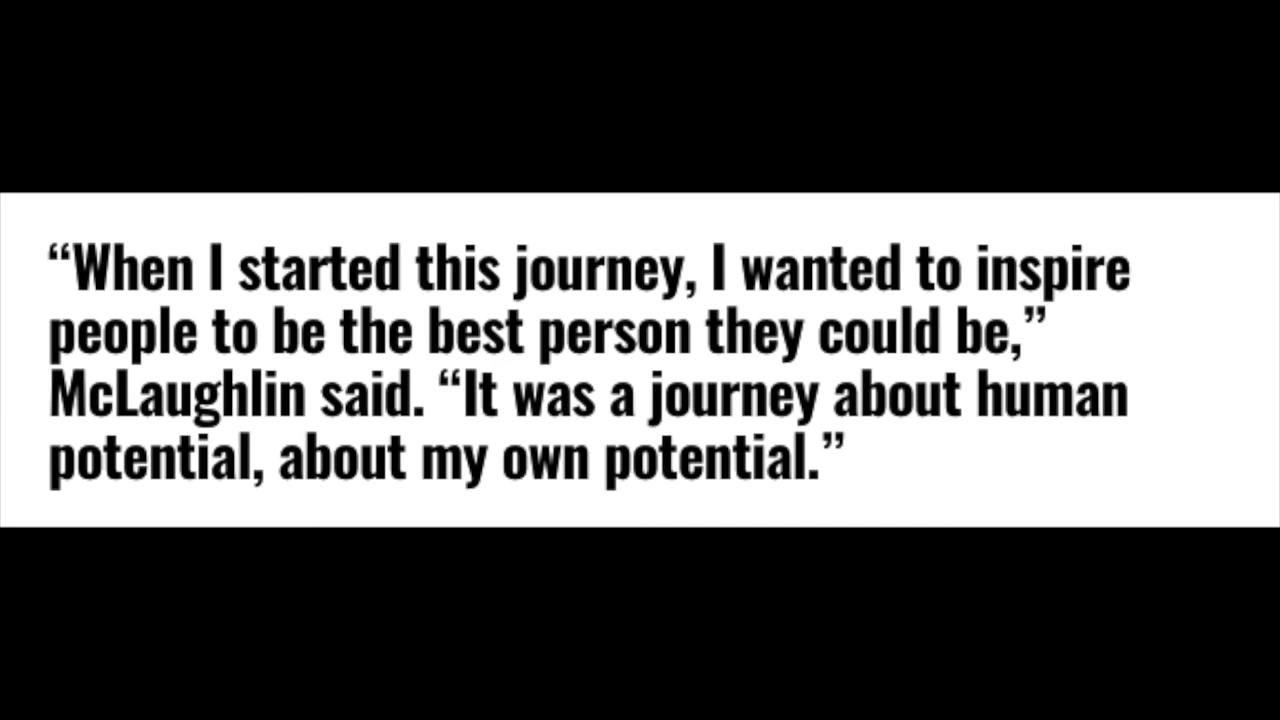 “When I started this journey, I wanted to inspire
people to be the best person they could be,”
McLaughlin said. “It was a journey about human
potential, about my own potential.”